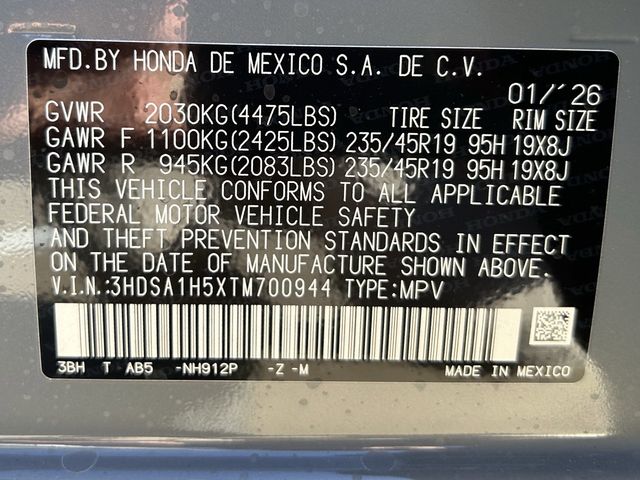 MFD.BY HONDA DE MEXICO S.A. DE C.V.
01/'26
GVWR 2030KG(4475LBS) TIRE SIZE RIM SIZE
GAWR F 1100KG(2425LBS) 235/45R19 95H 19X8J
GAWR R 945KG(2083LBS) 235/45R19 95H 19X8J
THIS VEHICLE CONFORMS TO ALL APPLICABLE
FEDERAL MOTOR VEHICLE SAFETY
AND THEFT PREVENTION STANDARDS IN EFFECT
ON THE DATE OF MANUFACTURE SHOWN ABOVE.
V.I.N.:3HDSA1H5XTM700944 TYPE:MPV
3BH T AB5 -NH912P -Z -M MADE IN MEXICO